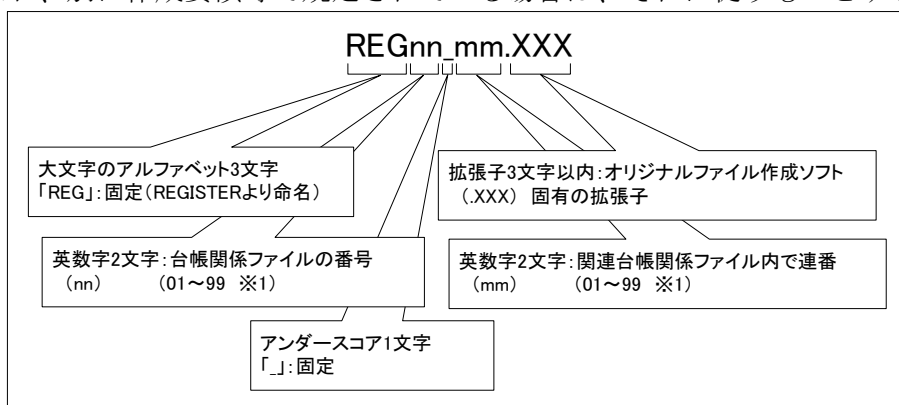 REGnn_mm.XXX
大文字のアルファベット3文字
「REG」:固定(REGISTERより命名)
拡張子3文字以内:オリジナルファイル作成ソフト
(.XXX) 固有の拡張子
英数字2文字:台帳関係ファイルの番号
(nn) (01～99 ※1)
英数字2文字:関連台帳関係ファイル内で連番
(mm) (01～99 ※1)
アンダースコア1文字
「_」:固定